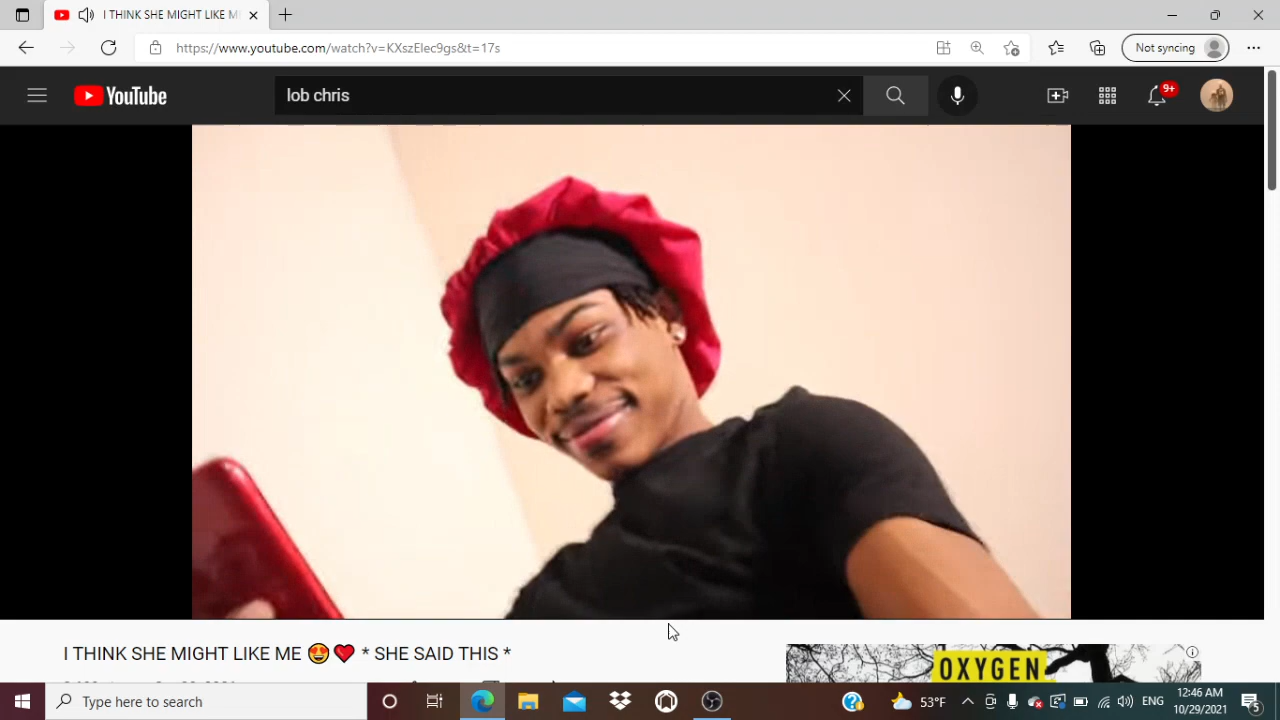 I THINK SHE MIGHT LIKE M
https://www.youtube.com/watch?v=KXszElec9gs&t=17s
Not syncing
YouTube
lob chris
9+
I THINK SHE MIGHT LIKE ME 🤩❤ * SHE SAID THIS *
OXYGEN
Type here to search
53°F
ENG
12:46 AM
10/29/2021
5